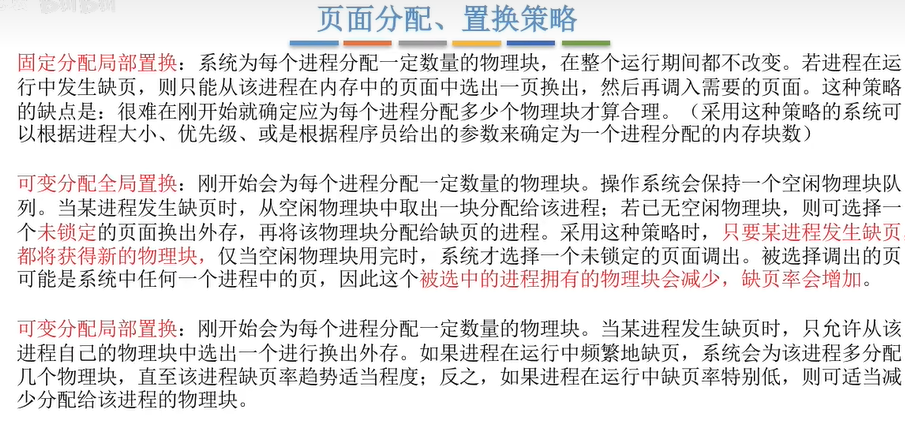 页面分配、置换策略
固定分配局部置换：系统为每个进程分配一定数量的物理块，在整个运行期间都不改变。若进程在运
行中发生缺页，则只能从该进程在内存中的页面中选出一页换出，然后再调入需要的页面。这种策略
的缺点是：很难在刚开始就确定应为每个进程分配多少个物理块才算合理。（采用这种策略的系统可
以根据进程大小、优先级、或是根据程序员给出的参数来确定为一个进程分配的内存块数）
可变分配全局置换：刚开始会为每个进程分配一定数量的物理块。操作系统会保持一个空闲物理块队
列。当某进程发生缺页时，从空闲物理块中取出一块分配给该进程；若已无空闲物理块，则可选择一
个未锁定的页面换出外存，再将该物理块分配给缺页的进程。采用这种策略时，只要某进程发生缺页，
都将获得新的物理块，仅当空闲物理块用完时，系统才选择一个未锁定的页面调出。被选择调出的页
可能是系统中任何一个进程中的页，因此这个被选中的进程拥有的物理块会减少，缺页率会增加。
可变分配局部置换：刚开始会为每个进程分配一定数量的物理块。当某进程发生缺页时，只允许从该
进程自己的物理块中选出一个进行换出外存。如果进程在运行中频繁地缺页，系统会为该进程多分配
几个物理块，直至该进程缺页率趋势适当程度；反之，如果进程在运行中缺页率特别低，则可适当减
少分配给该进程的物理块。